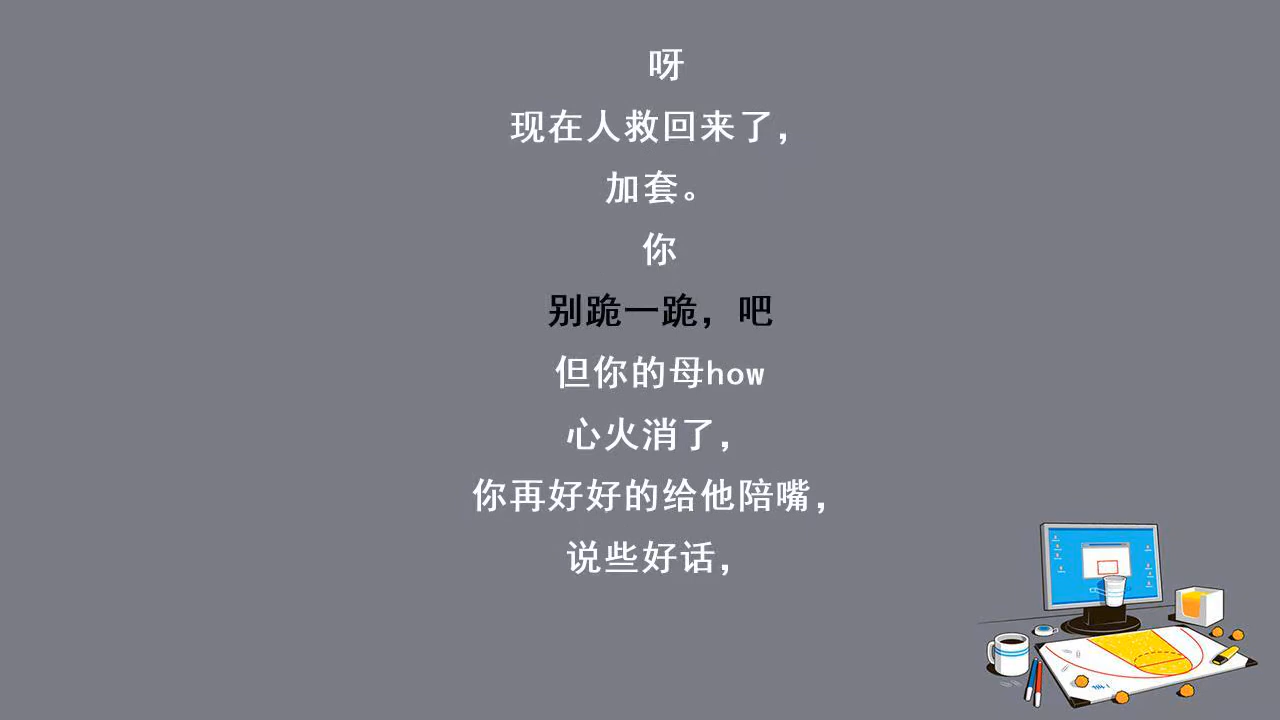 呀
现在人救回来了，
加套。
你
别跪一跪，吧
但你的母how
心火消了，
你再好好的给他陪嘴，
说些好话，